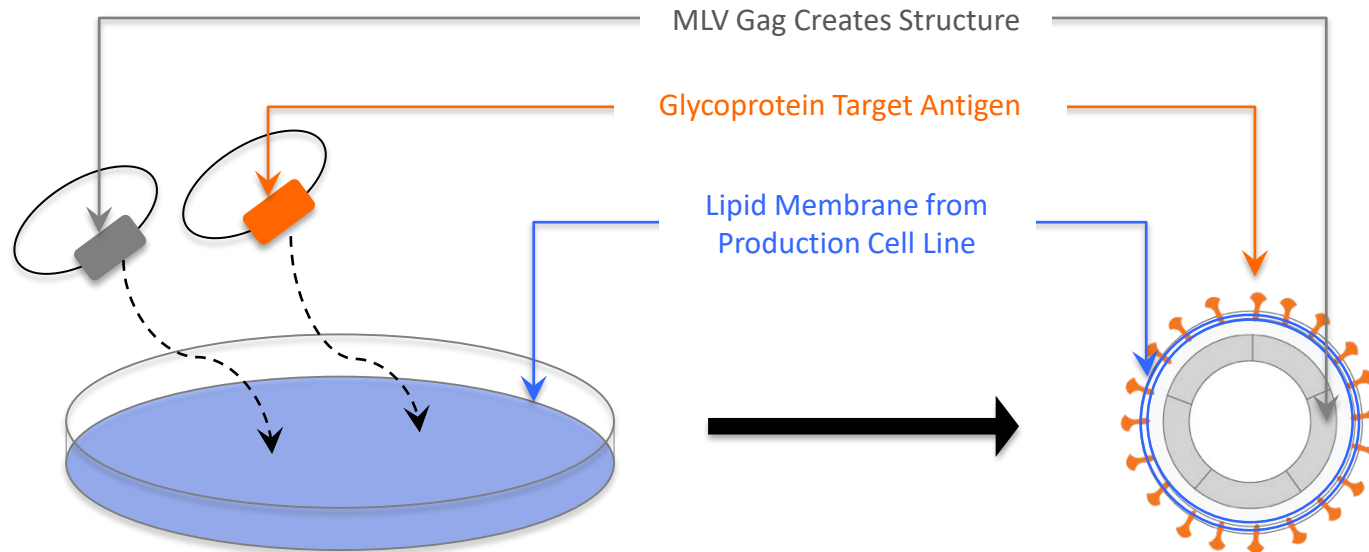 MLV Gag Creates Structure
Glycoprotein Target Antigen
Lipid Membrane from
Production Cell Line